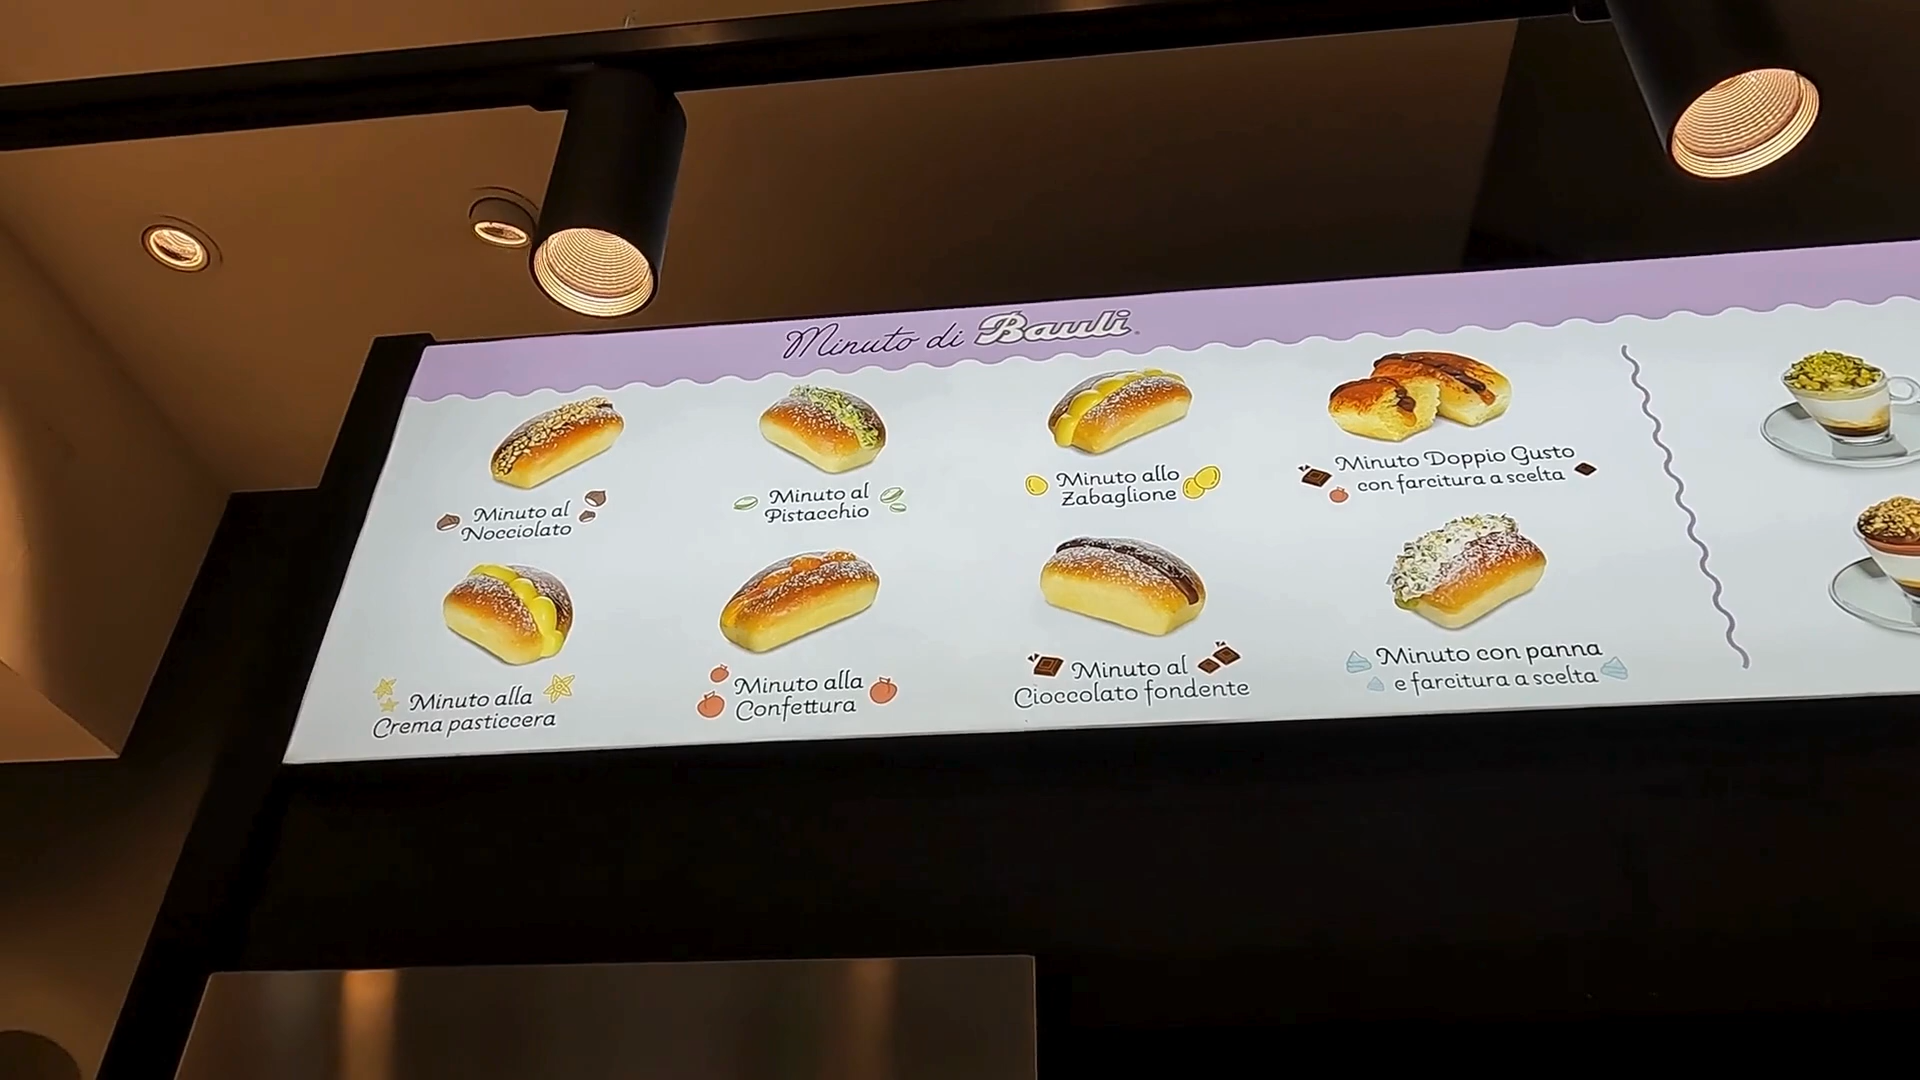 Minuto di Bauli
Minuto al
Nocciolato
Minuto al
Pistacchio
Minuto allo
Zabaglione
Minuto Doppio Gusto
con farcitura a scelta
Minuto alla
Crema pasticcera
Minuto alla
Confettura
Minuto al
Cioccolato fondente
Minuto con panna
e farcitura a scelta